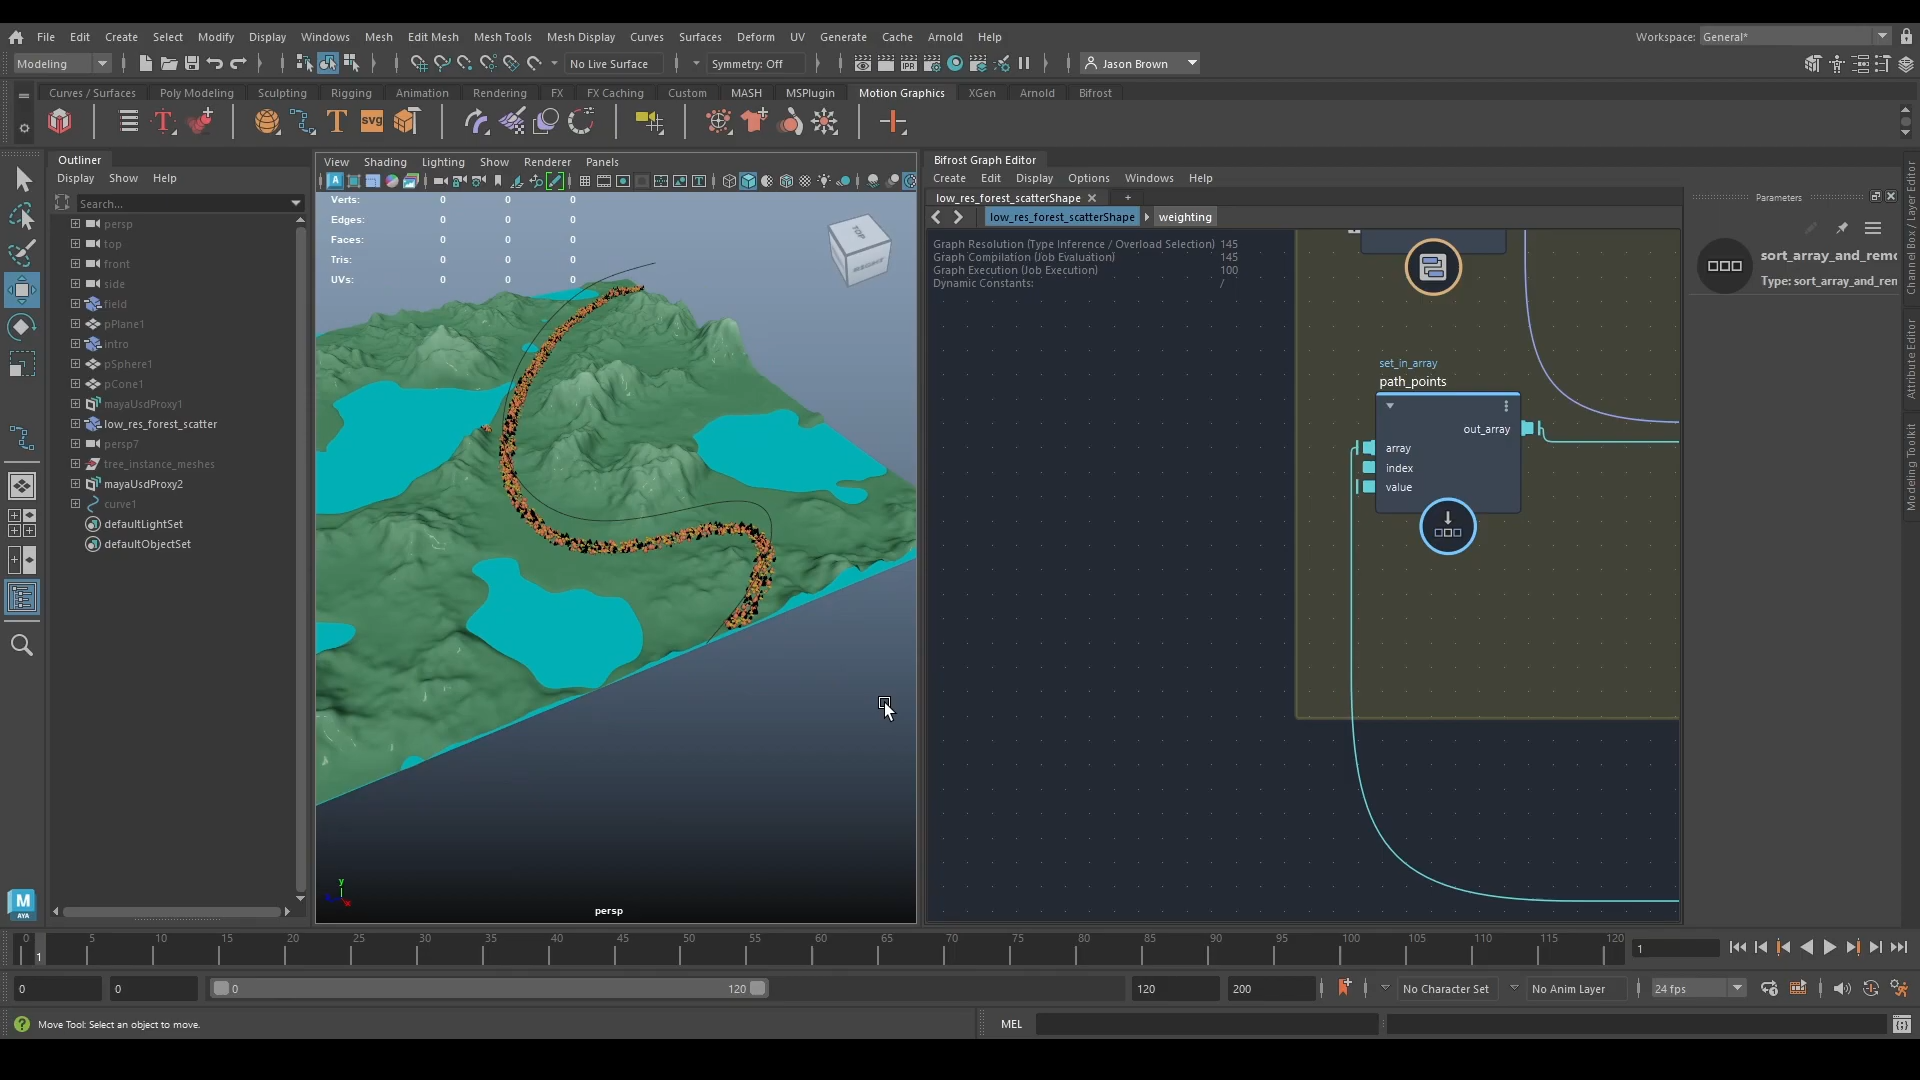 File Edit Create Select Modify Display Windows Mesh Edit Mesh Mesh Tools Mesh Display Curves Surfaces Deform UV Generate Cache Arnold Help
Workspace: General*
Modeling
No Live Surface
Symmetry: Off
Jason Brown
Curves / Surfaces Poly Modeling Sculpting Rigging Animation Rendering FX FX Caching Custom MASH MSPlugin Motion Graphics XGen Arnold Bifrost
Outliner
Display Show Help
Search...
persp
top
front
side
field
pPlane1
intro
pSphere1
pCone1
mayaUsdProxy1
low_res_forest_scatter
persp7
tree_instance_meshes
mayaUsdProxy2
curve1
defaultLightSet
defaultObjectSet
View Shading Lighting Show Renderer Panels
Verts: 0 0 0
Edges: 0 0 0
Faces: 0 0 0
Tris: 0 0 0
UVs: 0 0 0
TOP
y
persp
Bifrost Graph Editor
Create Edit Display Options Windows Help
low_res_forest_scatterShape
low_res_forest_scatterShape weighting
Graph Resolution (Type Inference / Overload Selection) 145
Graph Compilation (Job Evaluation) 145
Graph Execution (Job Execution) 100
Dynamic Constants: /
set_in_array
path_points
out_array
array
index
value
Parameters
sort_array_and_remo
Type: sort_array_and_ren
Channel Box / Layer Editor
Attribute Editor
Modeling Toolkit
M
AYA
0 5 10 15 20 25 30 35 40 45 50 55 60 65 70 75 80 85 90 95 100 105 110 115 120
1
1
0
0
0
120
120
200
No Character Set
No Anim Layer
24 fps
Move Tool: Select an object to move.
MEL